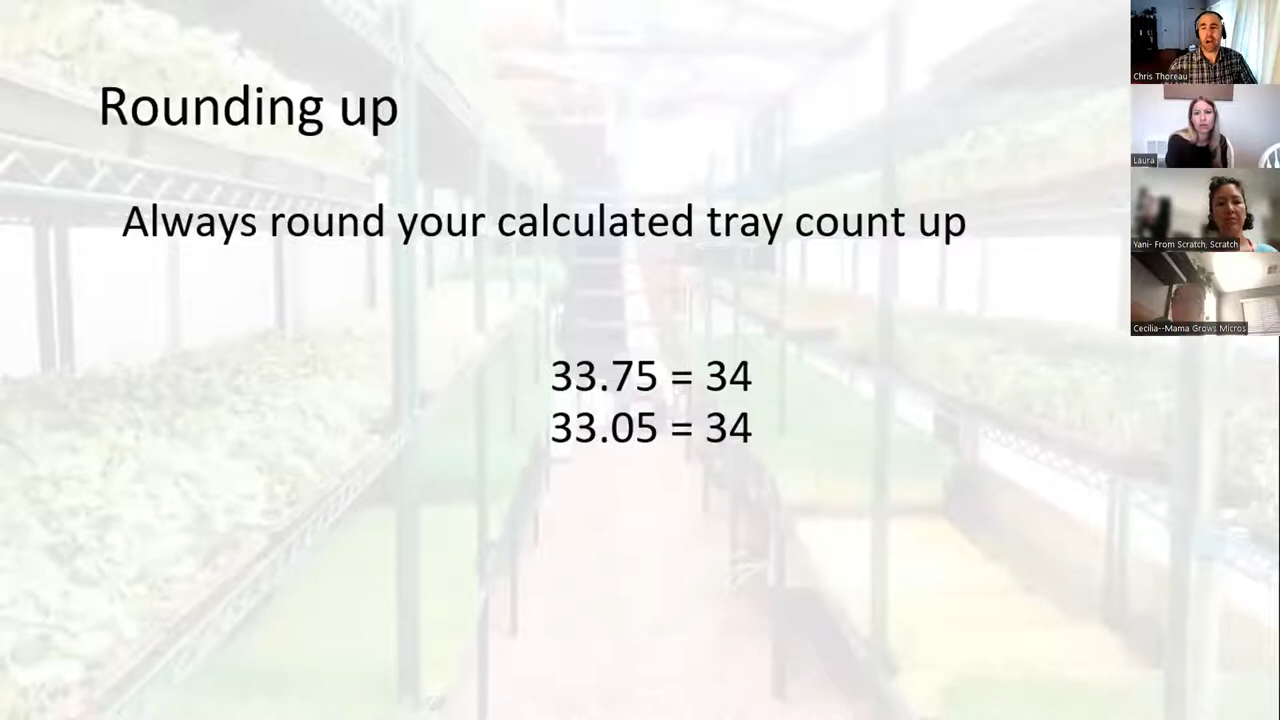 Rounding up
Always round your calculated tray count up
33.75 = 34
33.05 = 34
Chris Thoreau
Laura
Yani- From Scratch, Scratch
Cecilia--Mama Grows Micros